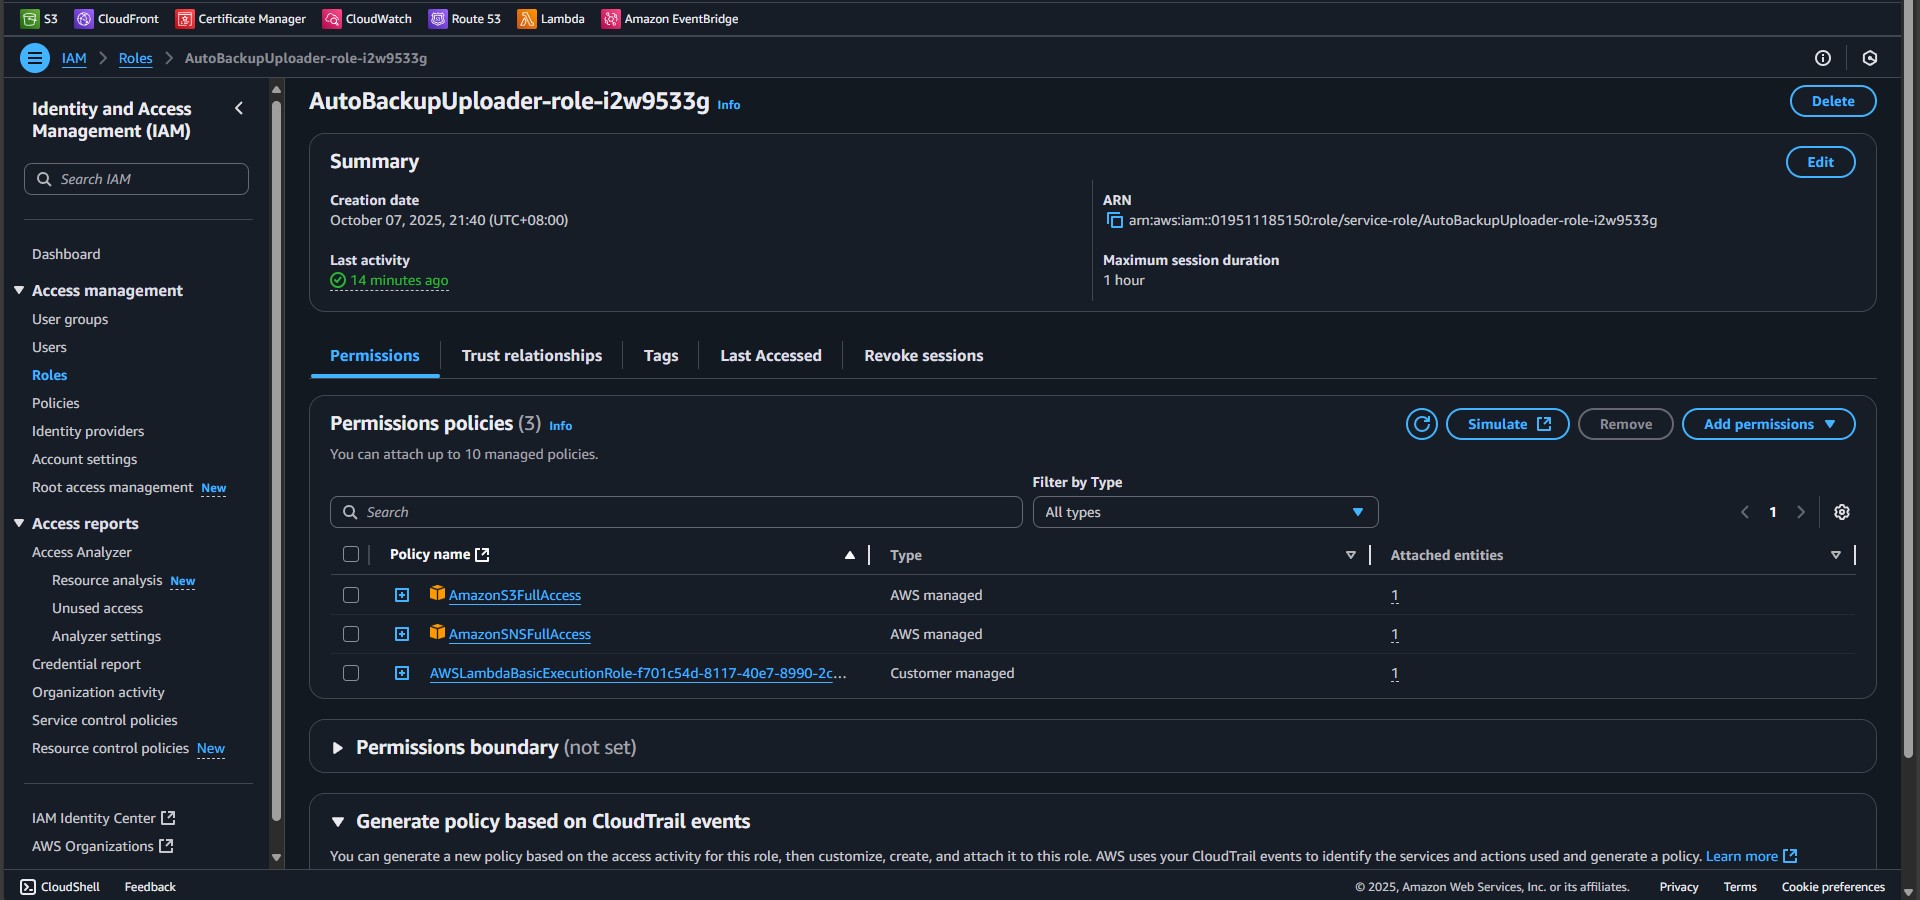 S3 CloudFront Certificate Manager CloudWatch Route 53 Lambda Amazon EventBridge
IAM Roles AutoBackupUploader-role-i2w9533g
Identity and Access
Management (IAM)
Search IAM
Dashboard
Access management
User groups
Users
Roles
Policies
Identity providers
Account settings
Root access management New
Access reports
Access Analyzer
Resource analysis New
Unused access
Analyzer settings
Credential report
Organization activity
Service control policies
Resource control policies New
IAM Identity Center
AWS Organizations
AutoBackupUploader-role-i2w9533g Info
Delete
Summary
Edit
Creation date
October 07, 2025, 21:40 (UTC+08:00)
ARN
arn:aws:iam::019511185150:role/service-role/AutoBackupUploader-role-i2w9533g
Last activity
14 minutes ago
Maximum session duration
1 hour
Permissions Trust relationships Tags Last Accessed Revoke sessions
Permissions policies (3) Info
Simulate Remove Add permissions
You can attach up to 10 managed policies.
Filter by Type
Search All types 1
Policy name Type Attached entities
AmazonS3FullAccess AWS managed 1
AmazonSNSFullAccess AWS managed 1
AWSLambdaBasicExecutionRole-f701c54d-8117-40e7-8990-2c... Customer managed 1
Permissions boundary (not set)
Generate policy based on CloudTrail events
You can generate a new policy based on the access activity for this role, then customize, create, and attach it to this role. AWS uses your CloudTrail events to identify the services and actions used and generate a policy. Learn more
CloudShell Feedback © 2025, Amazon Web Services, Inc. or its affiliates. Privacy Terms Cookie preferences